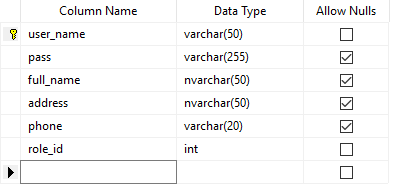 Column Name Data Type Allow Nulls
user_name varchar(50)
pass varchar(255)
full_name nvarchar(50)
address nvarchar(50)
phone varchar(20)
role_id int